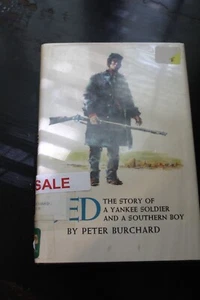 SALE
ED THE STORY OF
A YANKEE SOLDIER
AND A SOUTHERN BOY
BY PETER BURCHARD